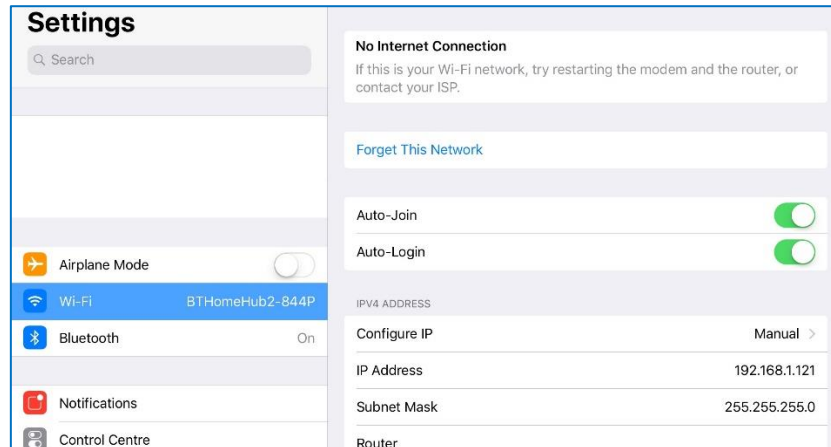 Settings
Search
Airplane Mode
Wi-Fi BTHomeHub2-844P
Bluetooth On
Notifications
Control Centre
No Internet Connection
If this is your Wi-Fi network, try restarting the modem and the router, or
contact your ISP.
Forget This Network
Auto-Join
Auto-Login
IPV4 ADDRESS
Configure IP Manual
IP Address 192.168.1.121
Subnet Mask 255.255.255.0
Router